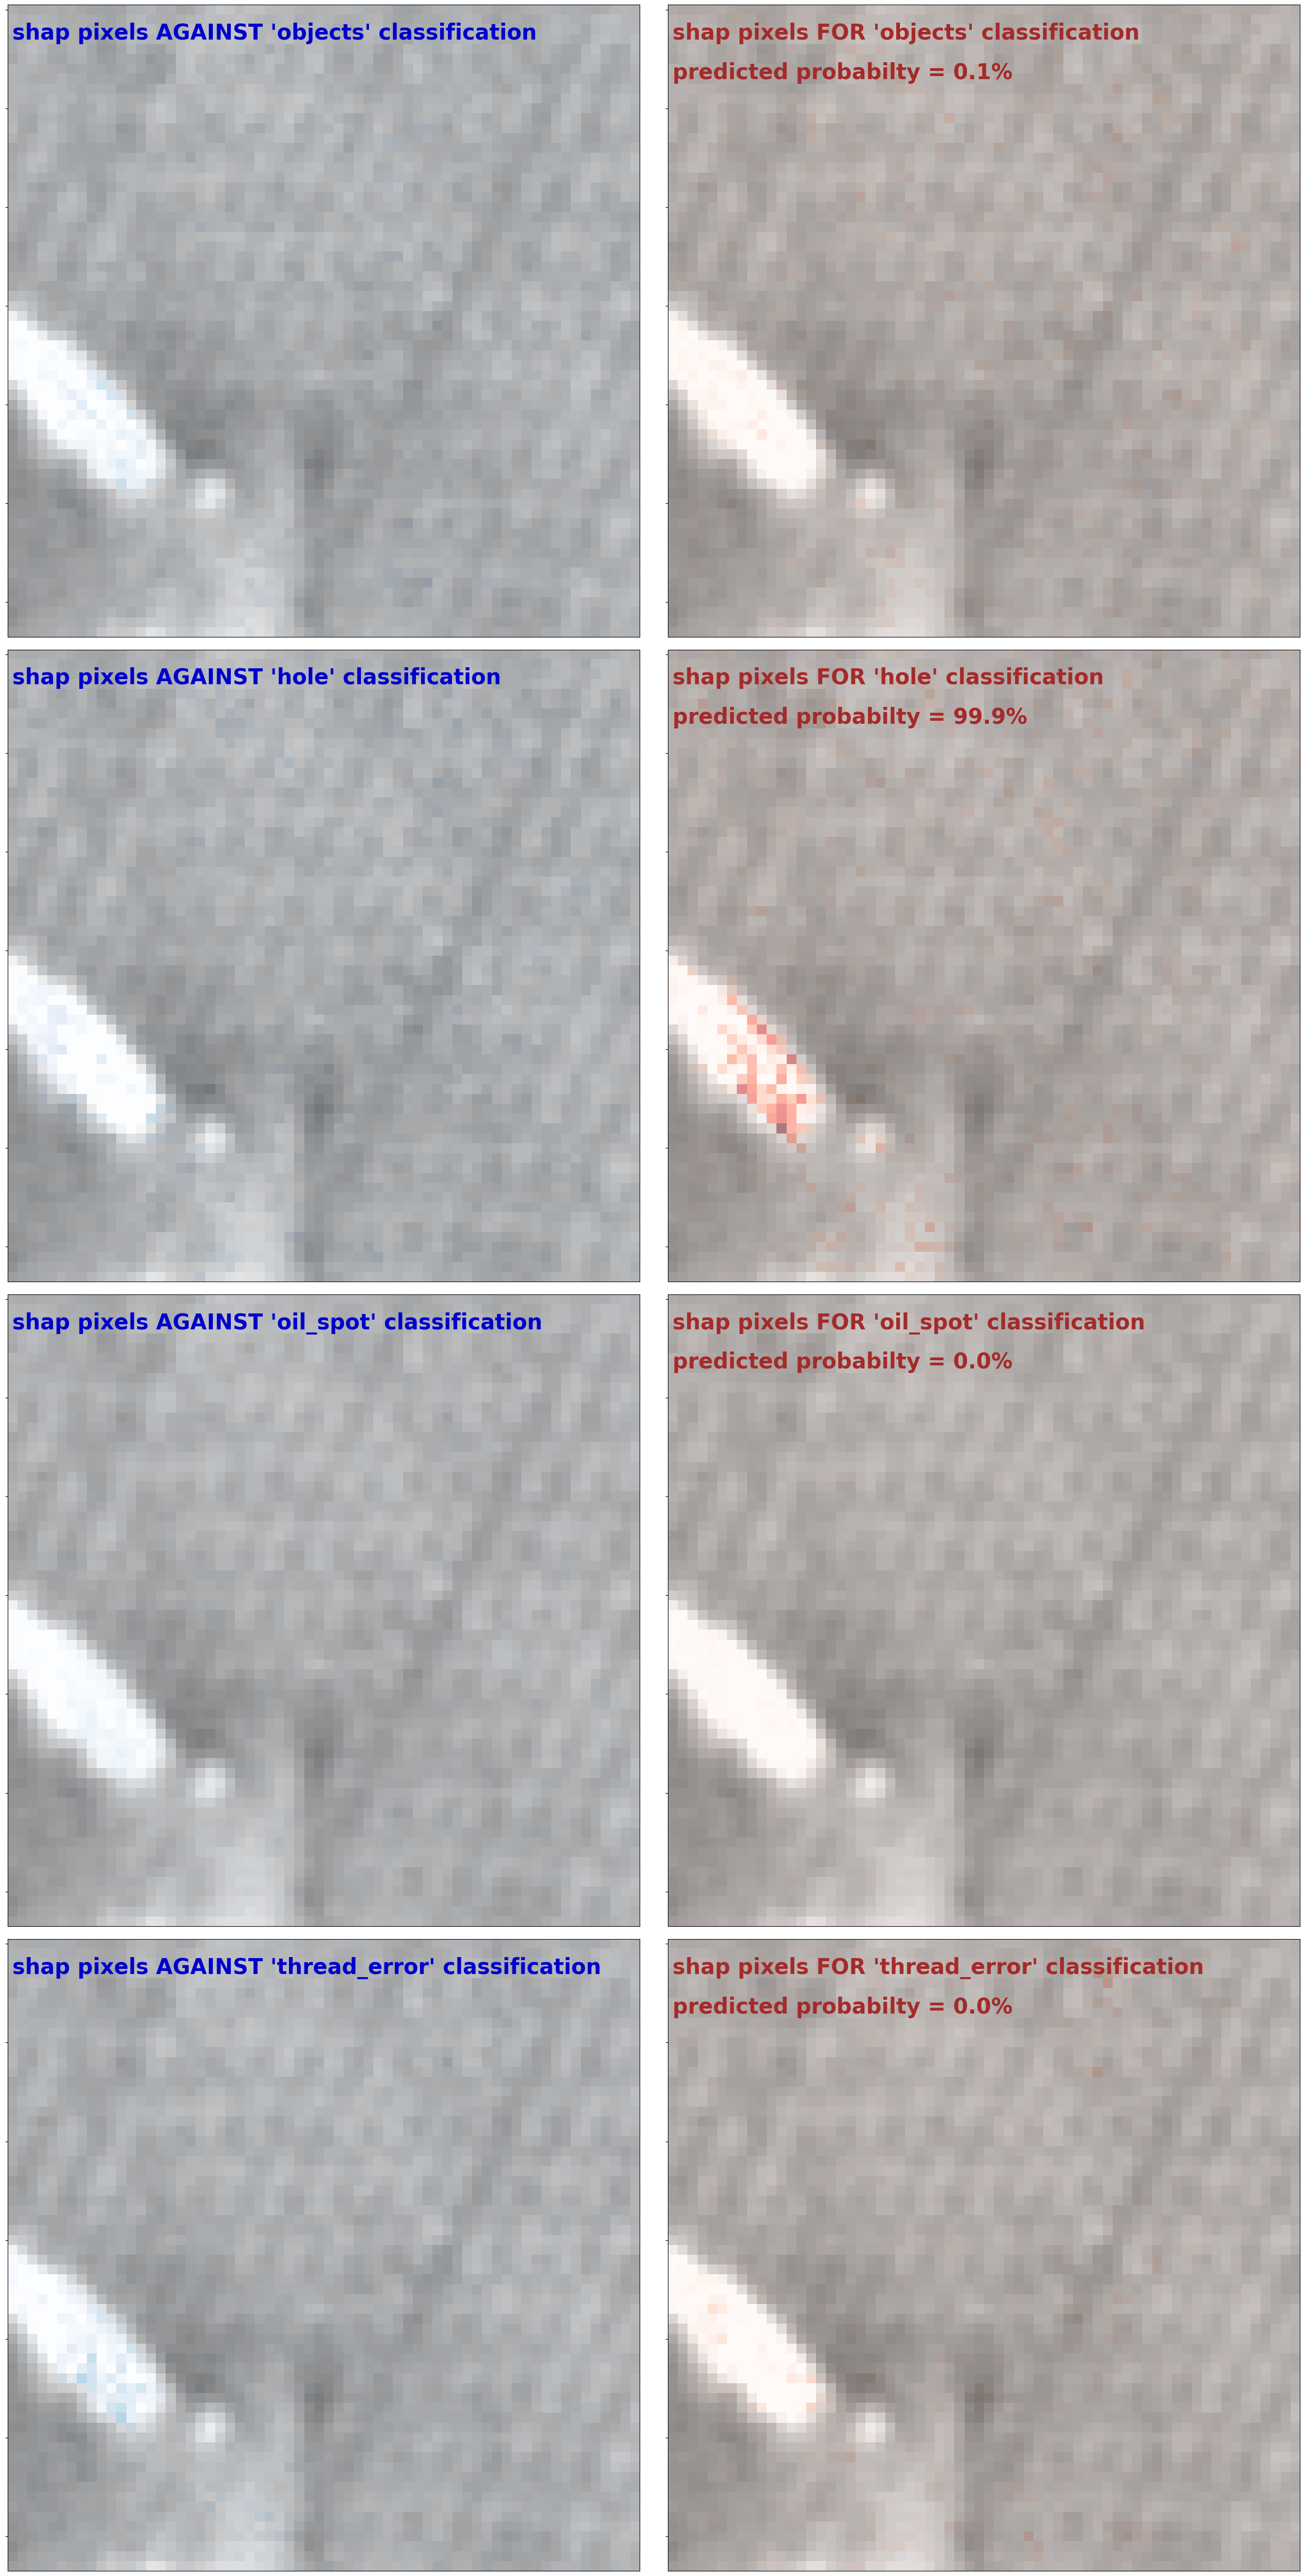 shap pixels AGAINST 'objects' classification
shap pixels FOR 'objects' classification
predicted probabilty = 0.1%
shap pixels AGAINST 'hole' classification
shap pixels FOR 'hole' classification
predicted probabilty = 99.9%
shap pixels AGAINST 'oil_spot' classification
shap pixels FOR 'oil_spot' classification
predicted probabilty = 0.0%
shap pixels AGAINST 'thread_error' classification
shap pixels FOR 'thread_error' classification
predicted probabilty = 0.0%